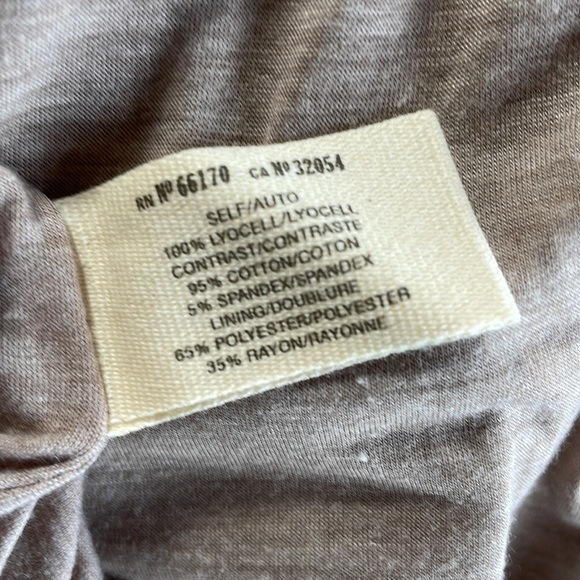 RN Nº 66170 CA Nº 32054
SELF/AUTO
100% LYOCELL/LYOCELL
CONTRAST/CONTRASTE
95% COTTON/COTON
5% SPANDEX/SPANDEX
LINING/DOUBLURE
65% POLYESTER/POLYESTER
35% RAYON/RAYONNE